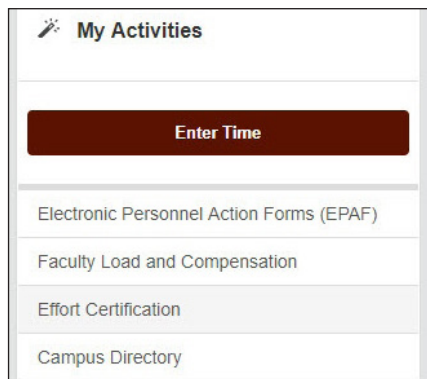 My Activities
Enter Time
Electronic Personnel Action Forms (EPAF)
Faculty Load and Compensation
Effort Certification
Campus Directory